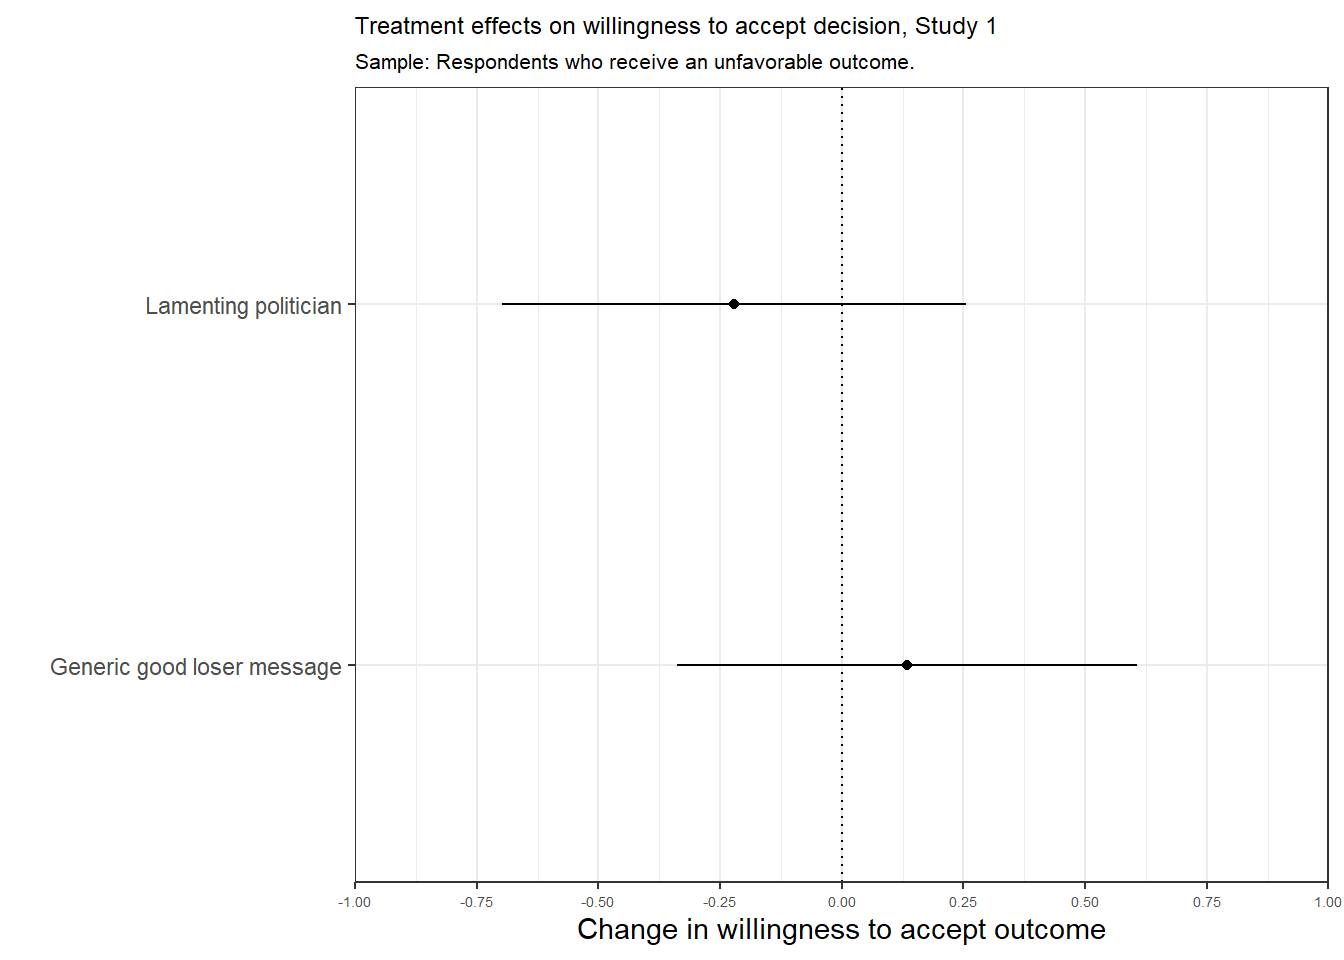 Treatment effects on willingness to accept decision, Study 1
Sample: Respondents who receive an unfavorable outcome.
Lamenting politician
Generic good loser message
-1.00 -0.75 -0.50 -0.25 0.00 0.25 0.50 0.75 1.00
Change in willingness to accept outcome